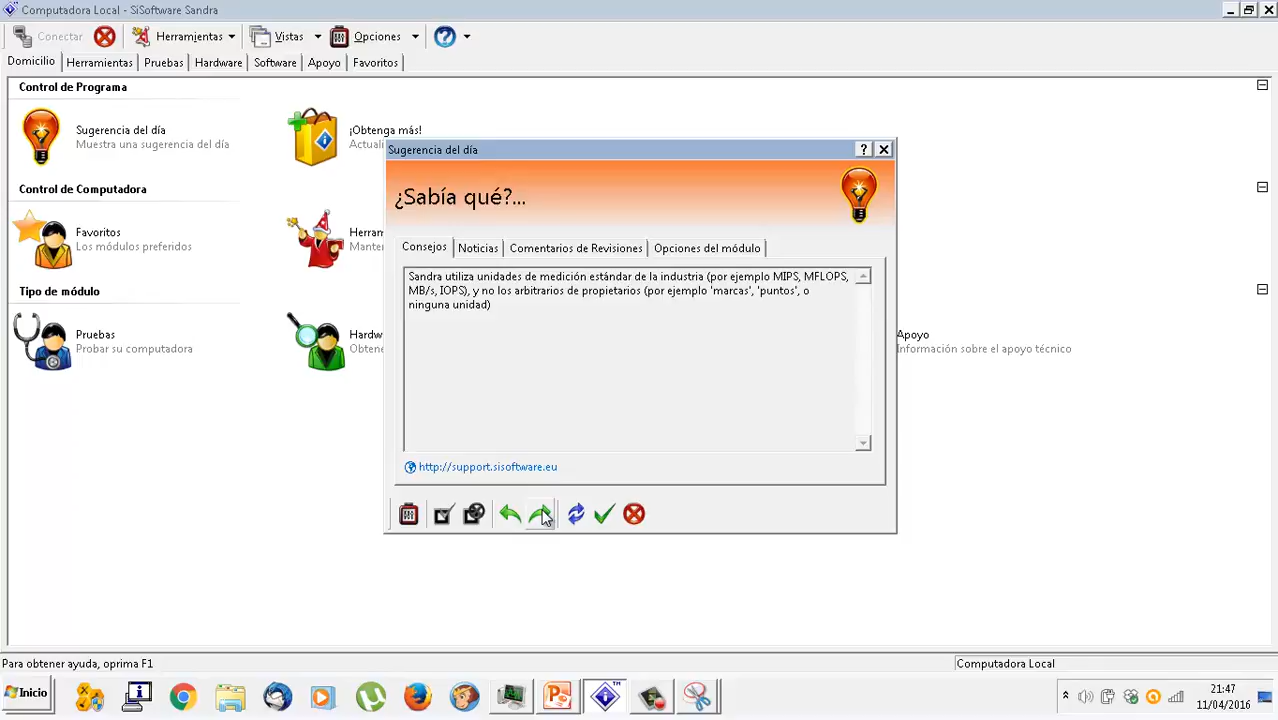 Computadora Local - SiSoftware Sandra
Conectar Herramientas Vistas Opciones
Domicilio Herramientas Pruebas Hardware Software Apoyo Favoritos
Control de Programa
Sugerencia del día
Muestra una sugerencia del día
¡Obtenga más!
Actuali
Control de Computadora
Favoritos
Los módulos preferidos
Herram
Mante
Tipo de módulo
Pruebas
Probar su computadora
Hardw
Obtene
Apoyo
Información sobre el apoyo técnico
Sugerencia del día
¿Sabía qué?...
Consejos Noticias Comentarios de Revisiones Opciones del módulo
Sandra utiliza unidades de medición estándar de la industria (por ejemplo MIPS, MFLOPS,
MB/s, IOPS), y no los arbitrarios de propietarios (por ejemplo 'marcas', 'puntos', o
ninguna unidad)
http://support.sisoftware.eu
Para obtener ayuda, oprima F1
Computadora Local
Inicio
21:47
11/04/2016